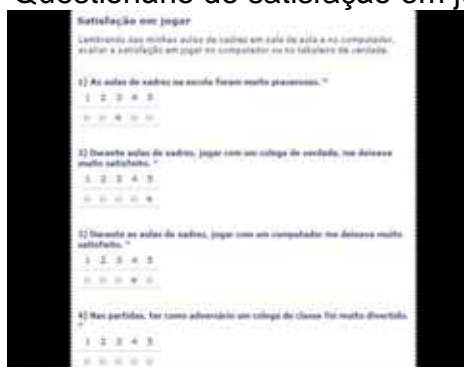 Questionário de satisfação em j
Satisfação em jogar
Lembrando das minhas aulas de xadrez em sala de aula e no computador,
avaliar a satisfação em jogar no computador ou no tabuleiro de verdade.
1) As aulas de xadrez na escola foram muito prazerosas. *
1 2 3 4 5
2) Durante aulas de xadrez, jogar com um colega de verdade, me deixava
muito satisfeito. *
1 2 3 4 5
3) Durante as aulas de xadrez, jogar com um computador me deixava muito
satisfeito. *
1 2 3 4 5
4) Nas partidas, ter como adversário um colega de classe foi muito divertido.
*
1 2 3 4 5